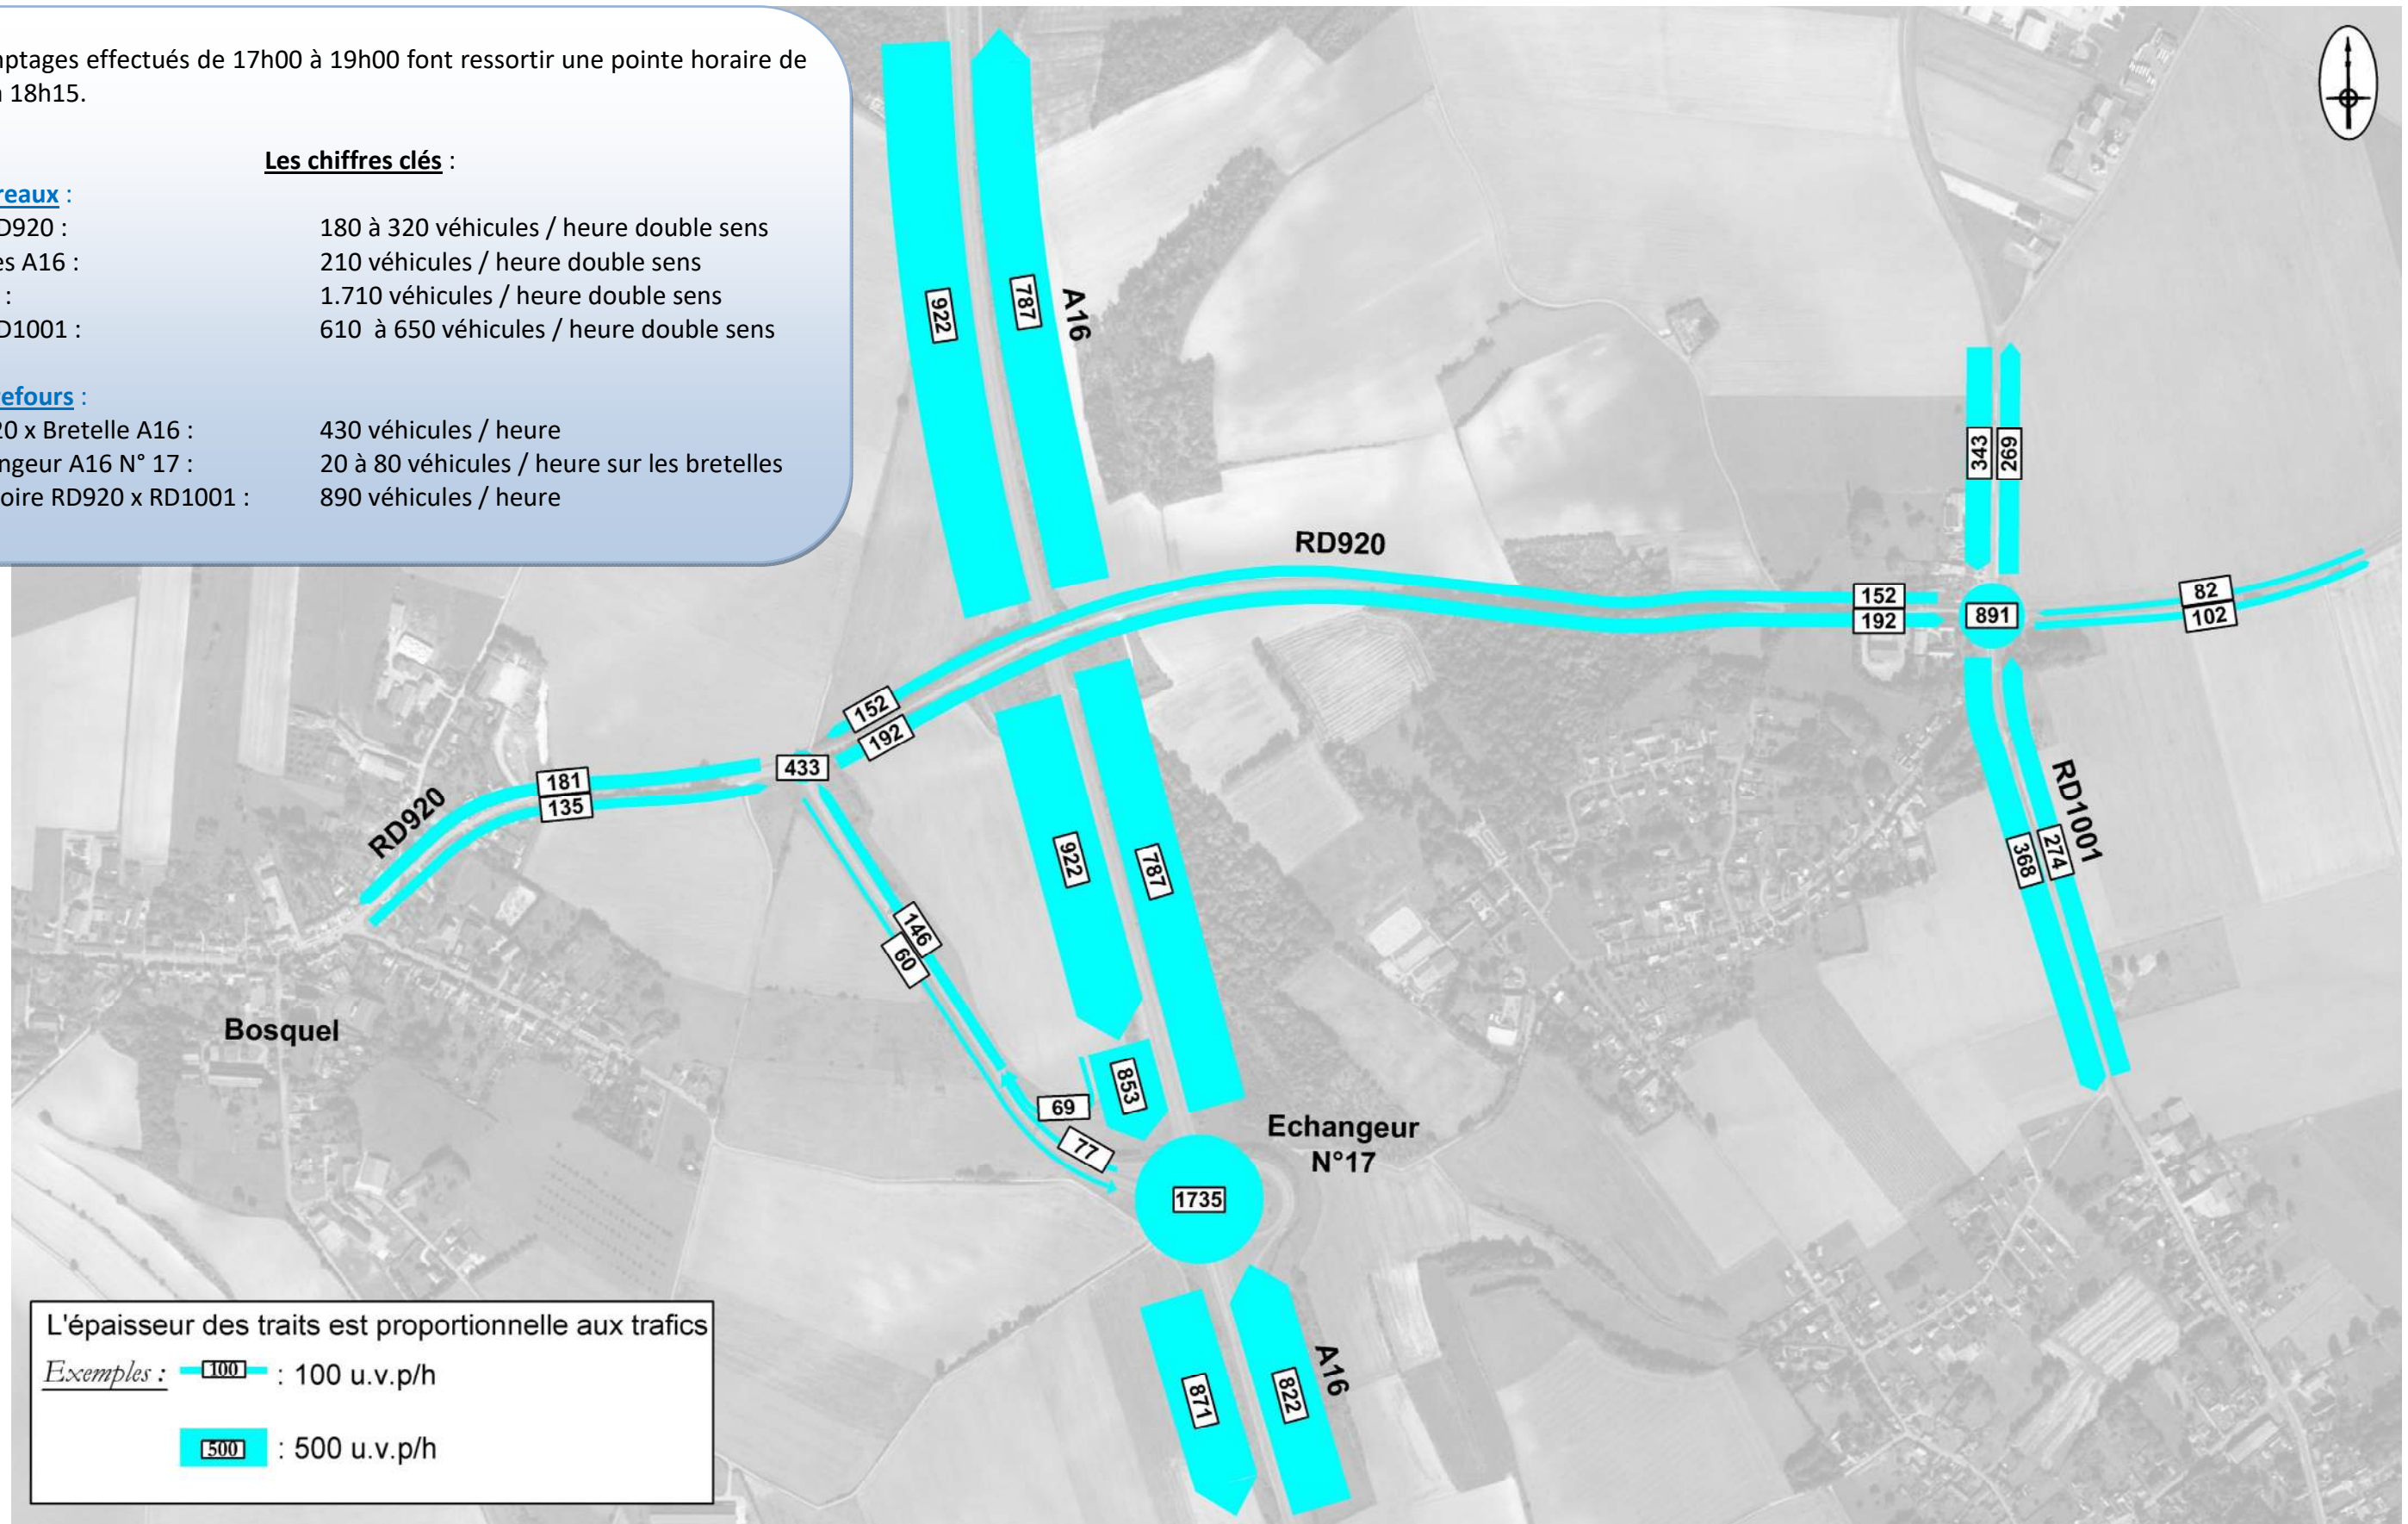 ptages effectués de 17h00 à 19h00 font ressortir une pointe horaire de
à 18h15.
Les chiffres clés :
reaux :
D920 : 180 à 320 véhicules / heure double sens
es A16 : 210 véhicules / heure double sens
: 1.710 véhicules / heure double sens
D1001 : 610 à 650 véhicules / heure double sens
efours :
20 x Bretelle A16 : 430 véhicules / heure
ngeur A16 N° 17 : 20 à 80 véhicules / heure sur les bretelles
oire RD920 x RD1001 : 890 véhicules / heure
922
787
A16
343
269
RD920
152
192
891
82
102
152
192
433
181
135
RD920
922
787
RD1001
368
274
146
60
Bosquel
853
69
77
Echangeur
N°17
1735
871
822
A16
L'épaisseur des traits est proportionnelle aux trafics
Exemples : 100 : 100 u.v.p/h
500 : 500 u.v.p/h